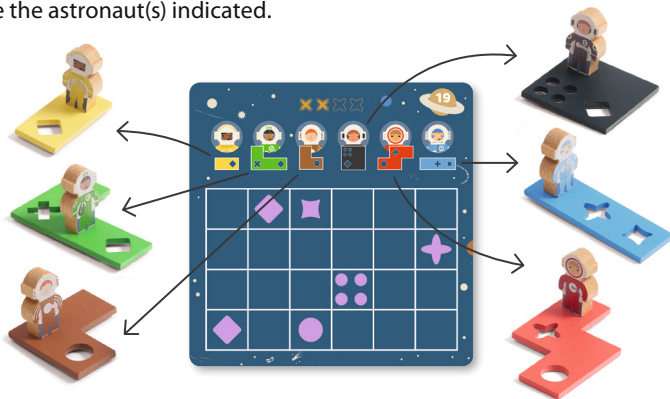 the astronaut(s) indicated.
19